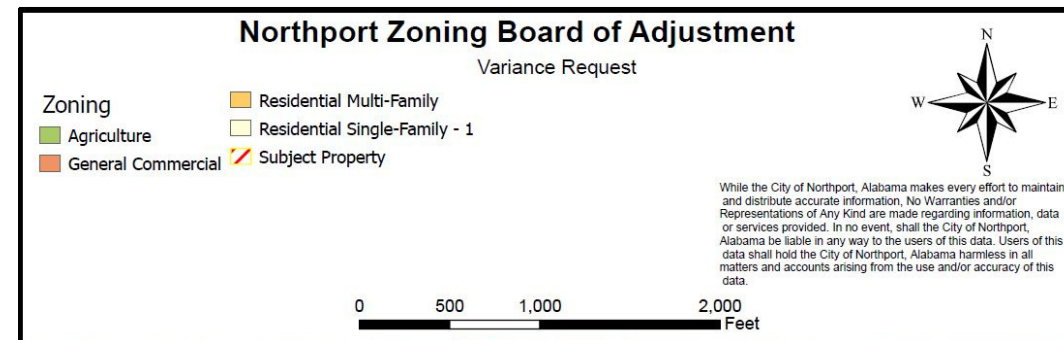 Northport Zoning Board of Adjustment
Variance Request
Zoning
Agriculture
General Commercial
Residential Multi-Family
Residential Single-Family - 1
Subject Property
N
W
E
S
While the City of Northport, Alabama makes every effort to maintain
and distribute accurate information, No Warranties and/or
Representations of Any Kind are made regarding information, data
or services provided. In no event, shall the City of Northport,
Alabama be liable in any way to the users of this data. Users of this
data shall hold the City of Northport, Alabama harmless in all
matters and accounts arising from the use and/or accuracy of this
data.
0 500 1,000 2,000
Feet